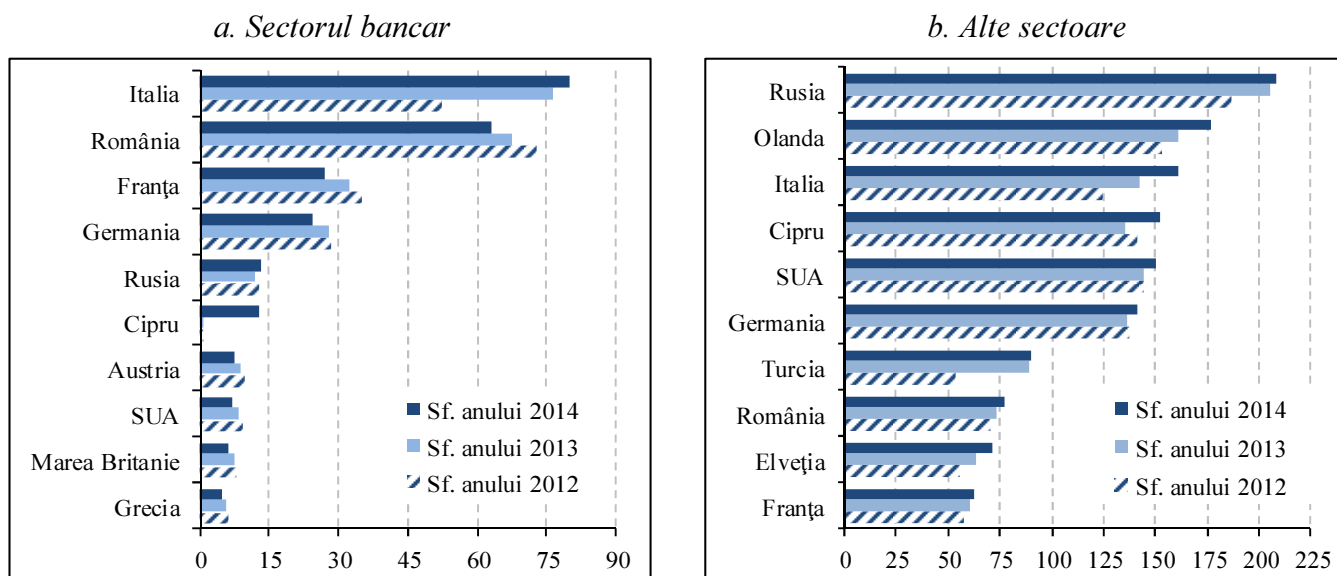 a. Sectorul bancar
Italia
România
Franţa
Germania
Rusia
Cipru
Austria
SUA
Marea Britanie
Grecia
Sf. anului 2014
Sf. anului 2013
Sf. anului 2012
0 15 30 45 60 75 90
b. Alte sectoare
Rusia
Olanda
Italia
Cipru
SUA
Germania
Turcia
România
Elveţia
Franţa
Sf. anului 2014
Sf. anului 2013
Sf. anului 2012
0 25 50 75 100 125 150 175 200 225